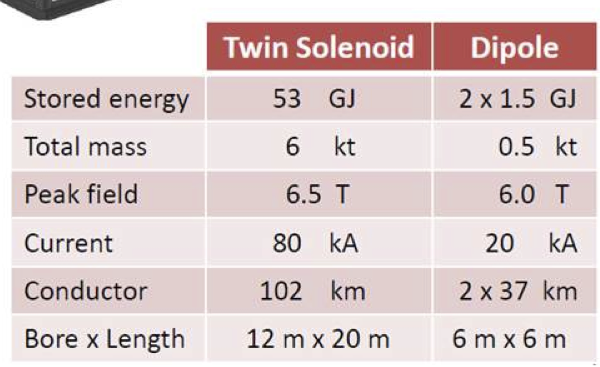 Twin Solenoid Dipole
Stored energy 53 GJ 2 x 1.5 GJ
Total mass 6 kt 0.5 kt
Peak field 6.5 T 6.0 T
Current 80 kA 20 kA
Conductor 102 km 2 x 37 km
Bore x Length 12 m x 20 m 6 m x 6 m